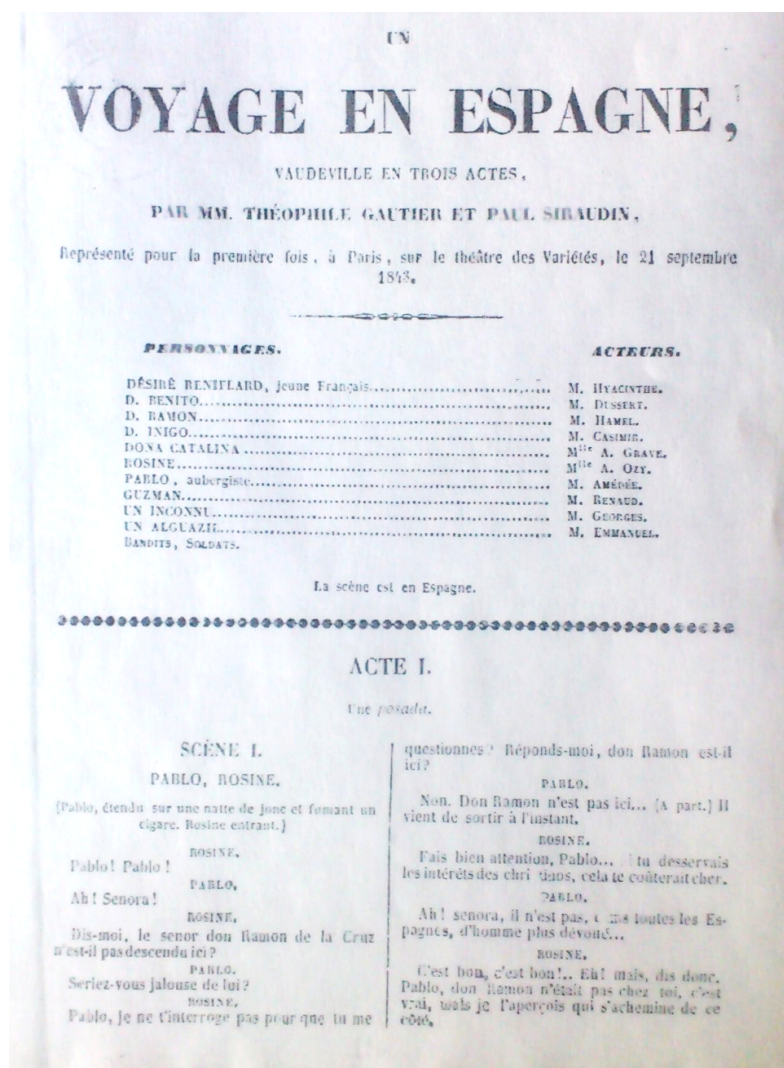 UN
VOYAGE EN ESPAGNE,
VAUDEVILLE EN TROIS ACTES,
PAR MM. THÉOPHILE GAUTIER ET PAUL SIRAUDIN,
Représenté pour la première fois, à Paris, sur le théâtre des Variétés, le 21 septembre
1843.
PERSONNAGES. ACTEURS.
DÉSIRÉ RENIFLARD, jeune Français.................................. M. HYACINTHE.
D. BENITO.................................. M. DUSSERT.
D. RAMON.................................. M. HAMEL.
D. INIGO.................................. M. CASIMIR.
DONA CATALINA.................................. Mlle A. GRAVE.
ROSINE.................................. Mlle A. OZY.
PABLO, aubergiste.................................. M. AMÉDÉE.
GUZMAN.................................. M. RENAUD.
UN INCONNU.................................. M. GEORGES.
UN ALGUAZIL.................................. M. EMMANUEL.
BANDITS, SOLDATS.
La scène est en Espagne.
ACTE I.
Une posada.
SCÈNE I.
PABLO, ROSINE.
(Pablo, étendu sur une natte de jonc et fumant un
cigare. Rosine entrant.)
ROSINE.
Pablo! Pablo!
PABLO.
Ah! Senora!
ROSINE.
Dis-moi, le senor don Ramon de la Cruz
n'est-il pas descendu ici?
PABLO.
Seriez-vous jalouse de lui?
ROSINE.
Pablo, je ne t'interroge pas pour que tu me
questionnes? Réponds-moi, don Ramon est-il
ici?
PABLO.
Non. Don Ramon n'est pas ici... (A part.) Il
vient de sortir à l'instant.
ROSINE.
Fais bien attention, Pablo... tu desservais
les intérêts des cela te coûterait cher.
PABLO.
Ah! senora, il n'est pas, toutes les Es-
pagnes, d'homme plus dévoué...
ROSINE.
C'est bon, c'est bon!.. Eh! mais, dis donc,
Pablo, don Ramon n'était pas chez toi, c'est
vrai, mais je l'aperçois qui s'achemine de ce
côté.